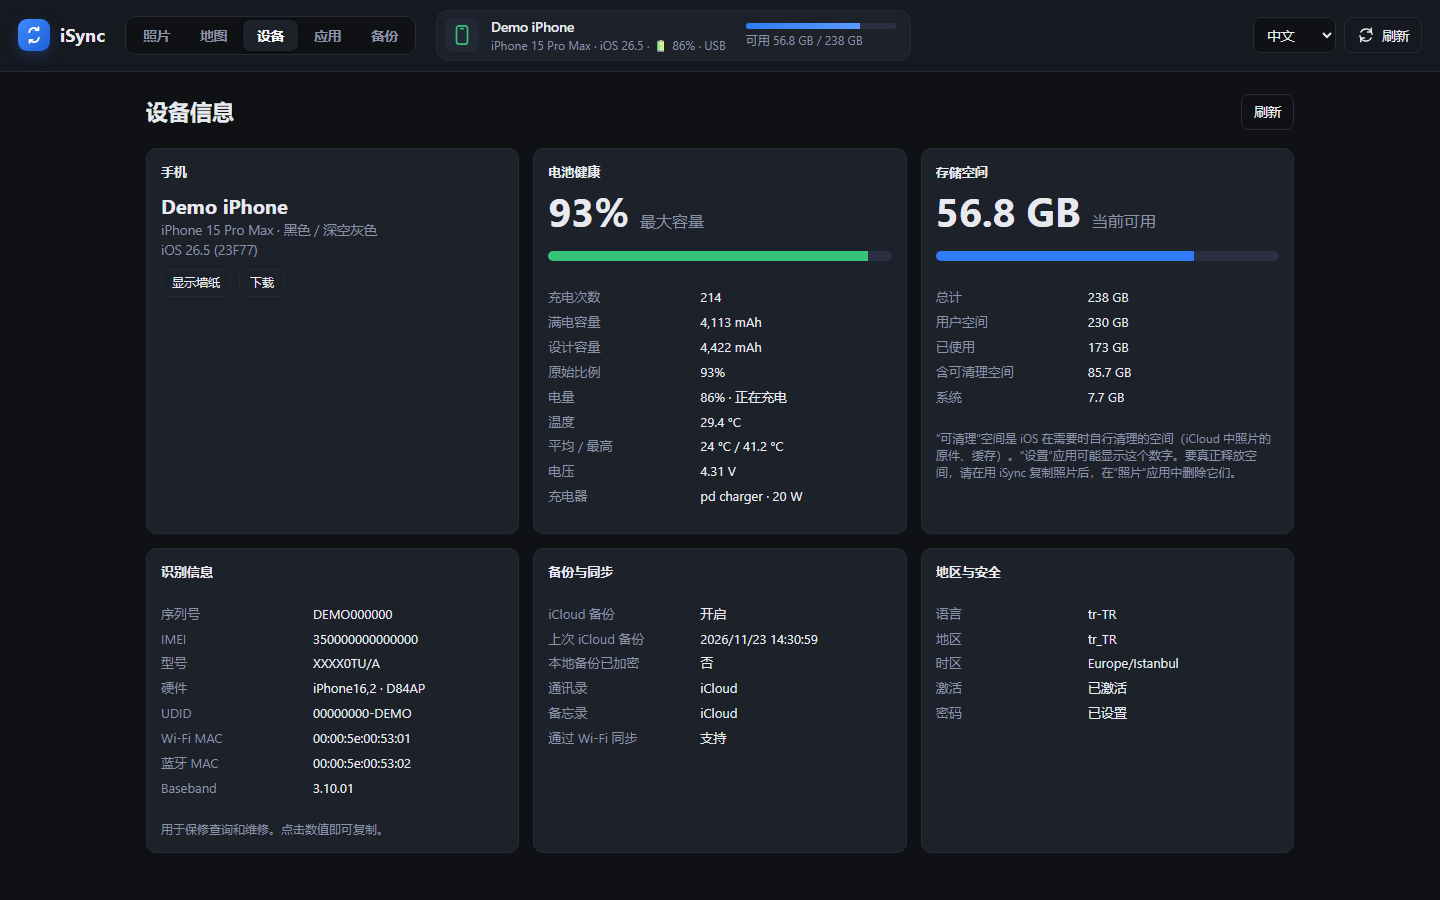 iSync
照片
地图
设备
应用
备份
Demo iPhone
iPhone 15 Pro Max · iOS 26.5 · 🔋 86% · USB
可用 56.8 GB / 238 GB
中文
刷新
设备信息
刷新
手机
Demo iPhone
iPhone 15 Pro Max · 黑色 / 深空灰色
iOS 26.5 (23F77)
显示墙纸
下载
电池健康
93% 最大容量
充电次数 214
满电容量 4,113 mAh
设计容量 4,422 mAh
原始比例 93%
电量 86% · 正在充电
温度 29.4 °C
平均 / 最高 24 °C / 41.2 °C
电压 4.31 V
充电器 pd charger · 20 W
存储空间
56.8 GB 当前可用
总计 238 GB
用户空间 230 GB
已使用 173 GB
含可清理空间 85.7 GB
系统 7.7 GB
“可清理”空间是 iOS 在需要时自行清理的空间（iCloud 中照片的
原件、缓存）。“设置”应用可能显示这个数字。要真正释放空
间，请在用 iSync 复制照片后，在“照片”应用中删除它们。
识别信息
序列号 DEMO000000
IMEI 350000000000000
型号 XXXX0TU/A
硬件 iPhone16,2 · D84AP
UDID 00000000-DEMO
Wi-Fi MAC 00:00:5e:00:53:01
蓝牙 MAC 00:00:5e:00:53:02
Baseband 3.10.01
用于保修查询和维修。点击数值即可复制。
备份与同步
iCloud 备份 开启
上次 iCloud 备份 2026/11/23 14:30:59
本地备份已加密 否
通讯录 iCloud
备忘录 iCloud
通过 Wi-Fi 同步 支持
地区与安全
语言 tr-TR
地区 tr_TR
时区 Europe/Istanbul
激活 已激活
密码 已设置